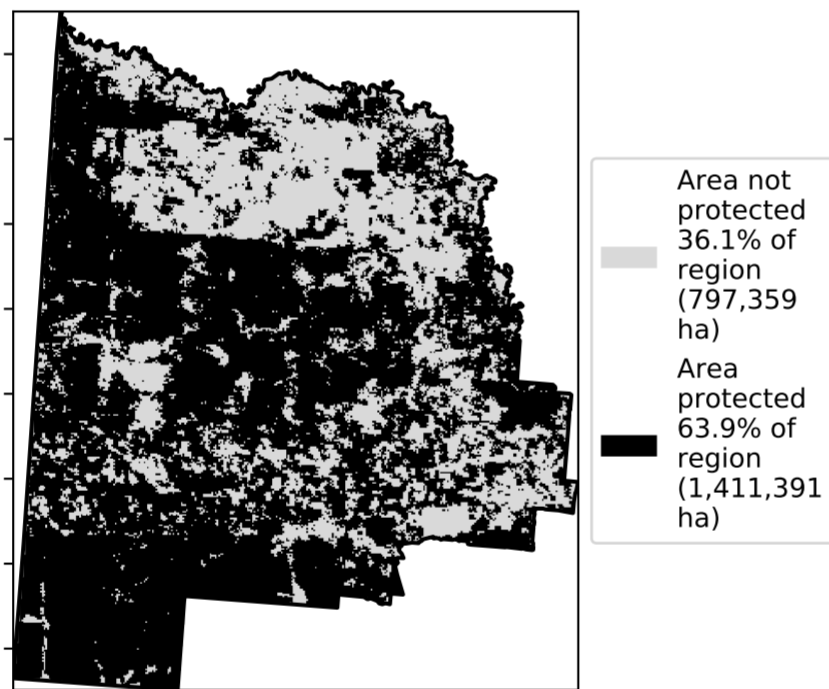 Area not
protected
36.1% of
region
(797,359
ha)
Area
protected
63.9% of
region
(1,411,391
ha)